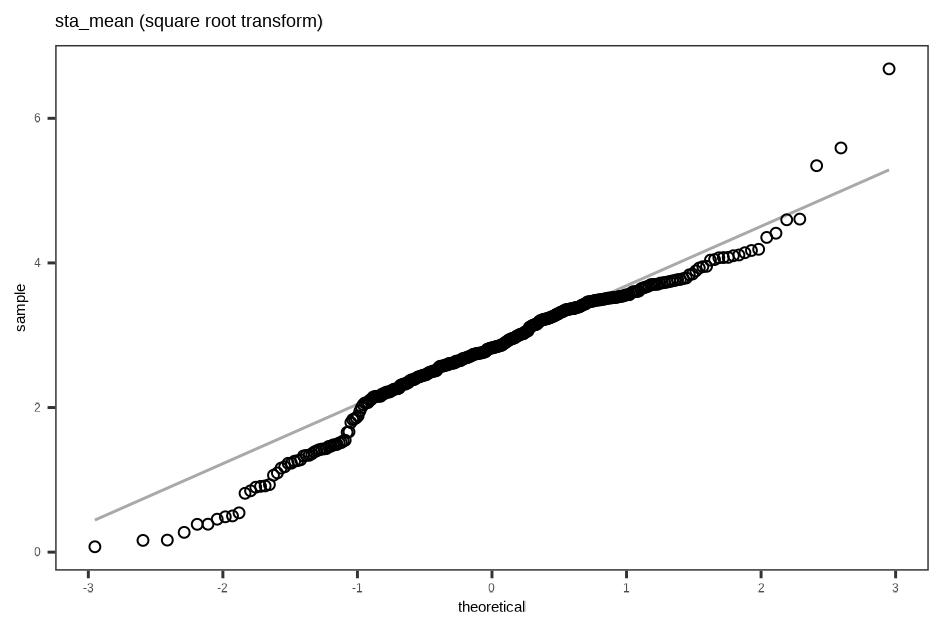 sta_mean (square root transform)
6
4
2
0
sample
-3 -2 -1 0 1 2 3
theoretical